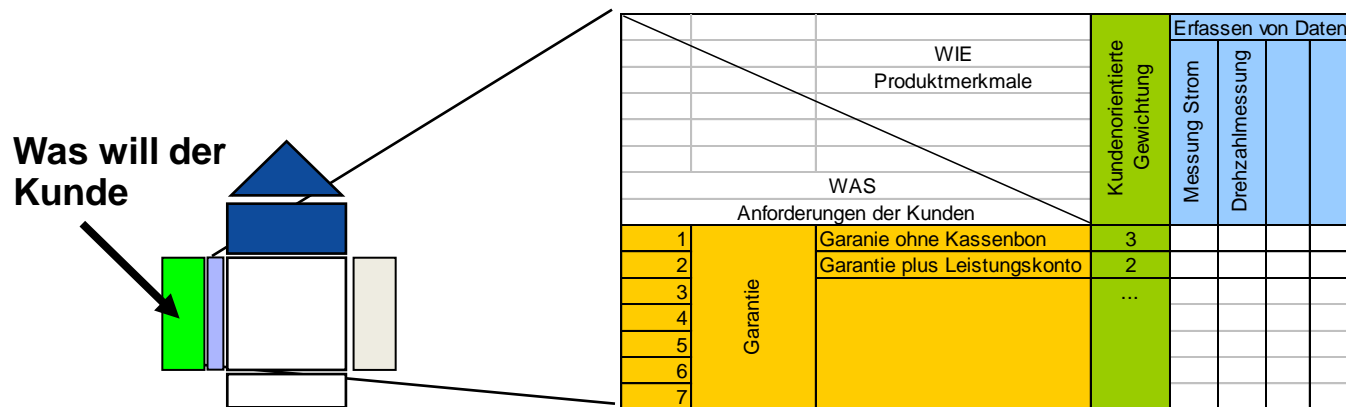 Was will der
Kunde
WIE
Produktmerkmale
WAS
Anforderungen der Kunden
Kundenorientierte
Gewichtung
Erfassen von Daten
Messung Strom
Drehzahlmessung
1 Garanie ohne Kassenbon 3
2 Garantie plus Leistungskonto 2
3 ...
4
Garantie
5
6
7